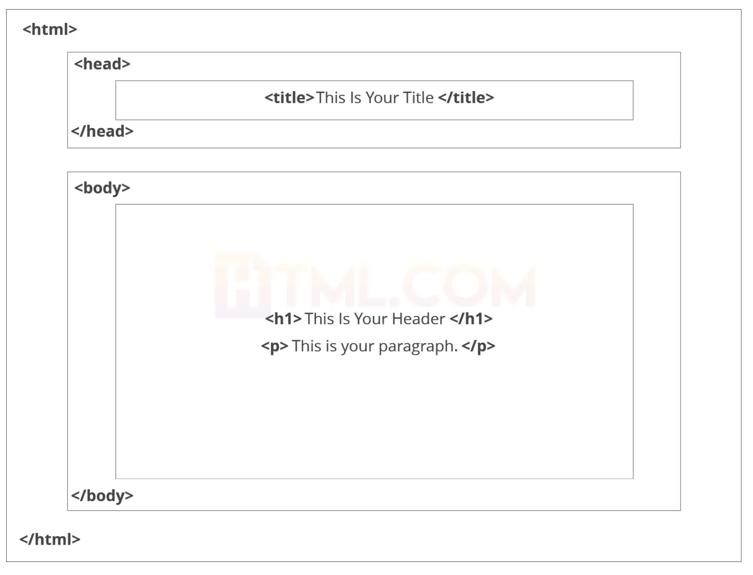 <html>
<head>
<title>This Is Your Title </title>
</head>
<body>
HTML.COM
<h1> This Is Your Header </h1>
<p> This is your paragraph. </p>
</body>
</html>